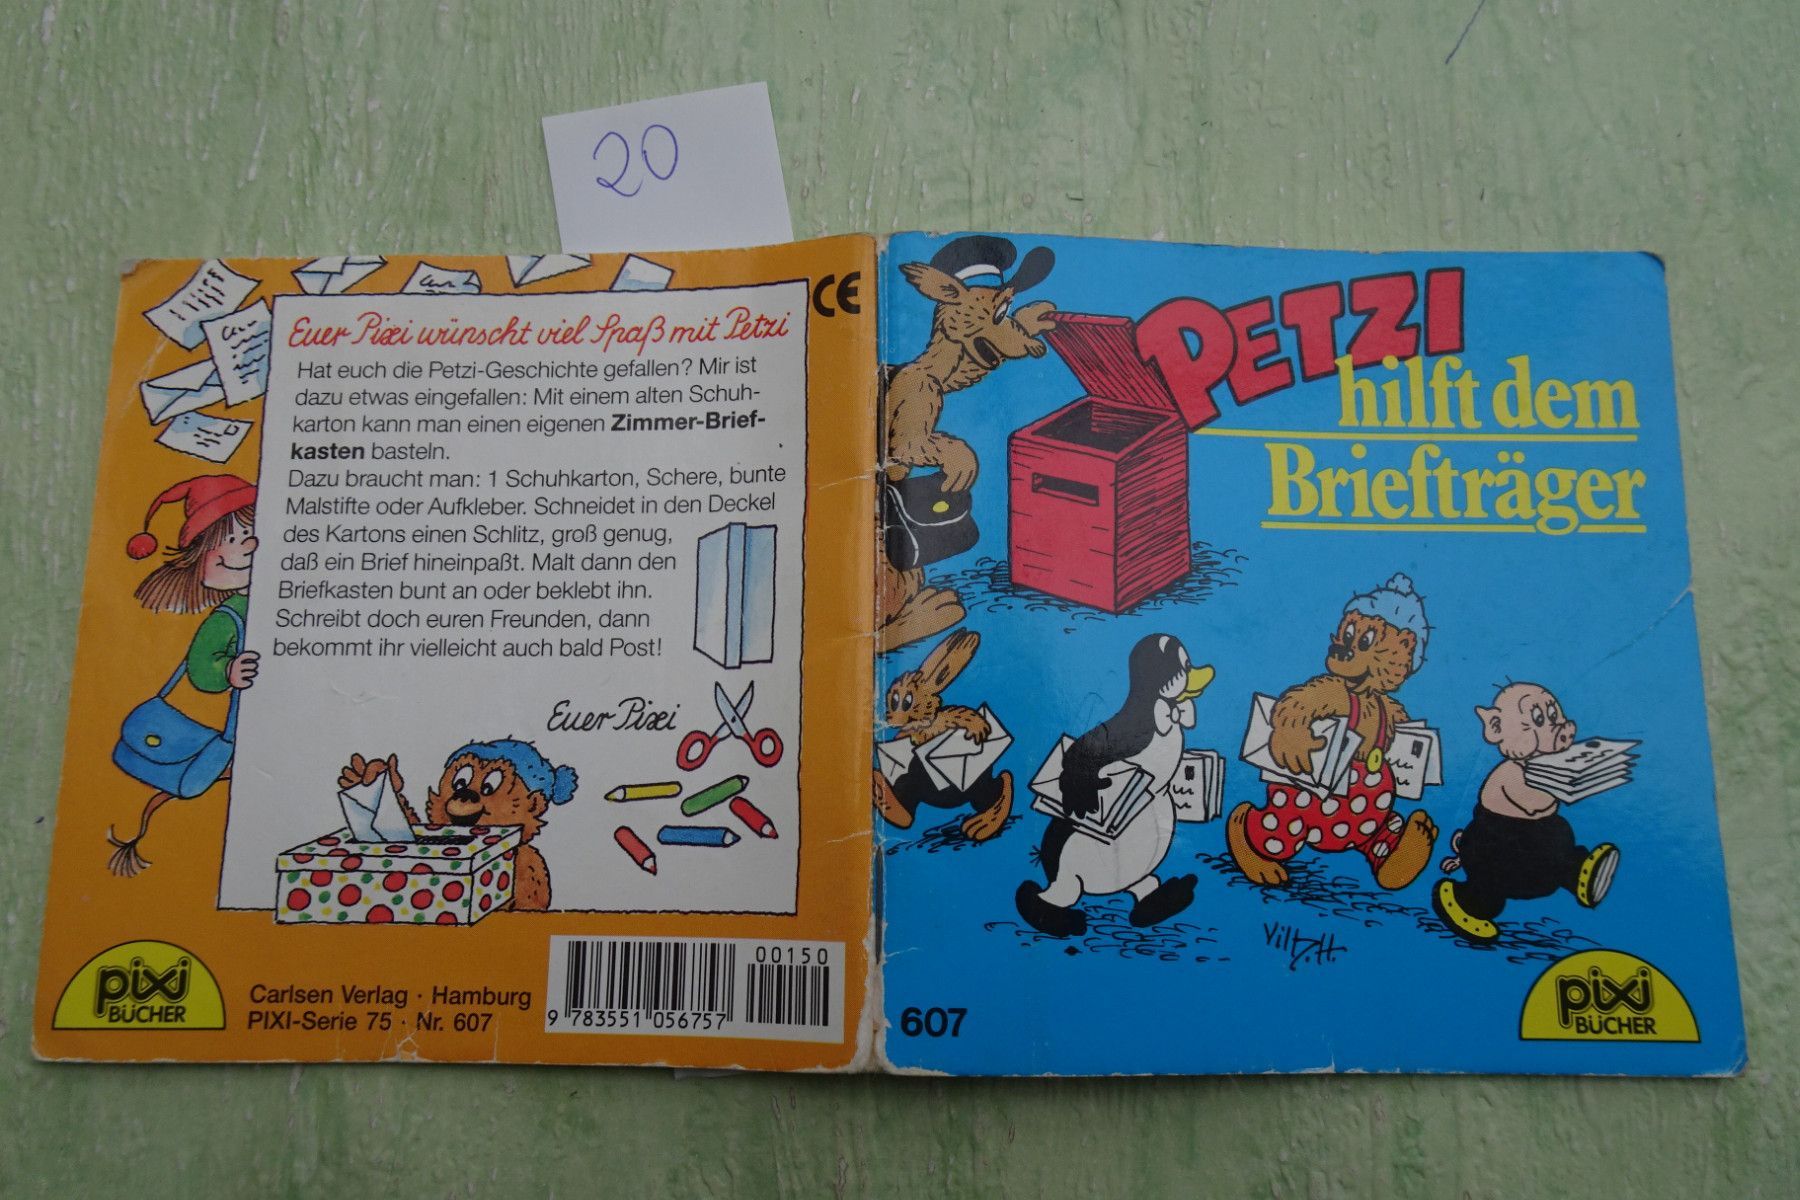 20
Euer Pixi wünscht viel Spaß mit Petzi
CE
Hat euch die Petzi-Geschichte gefallen? Mir ist
dazu etwas eingefallen: Mit einem alten Schuh-
karton kann man einen eigenen Zimmer-Brief-
kasten basteln.
Dazu braucht man: 1 Schuhkarton, Schere, bunte
Malstifte oder Aufkleber. Schneidet in den Deckel
des Kartons einen Schlitz, groß genug,
daß ein Brief hineinpaßt. Malt dann den
Briefkasten bunt an oder beklebt ihn.
Schreibt doch euren Freunden, dann
bekommt ihr vielleicht auch bald Post!
Euer Pixi
pixi
BÜCHER
Carlsen Verlag · Hamburg
PIXI-Serie 75 · Nr. 607
00150
9 783551 056757
PETZI
hilft dem
Briefträger
Vilh.H.
607
pixi
BÜCHER